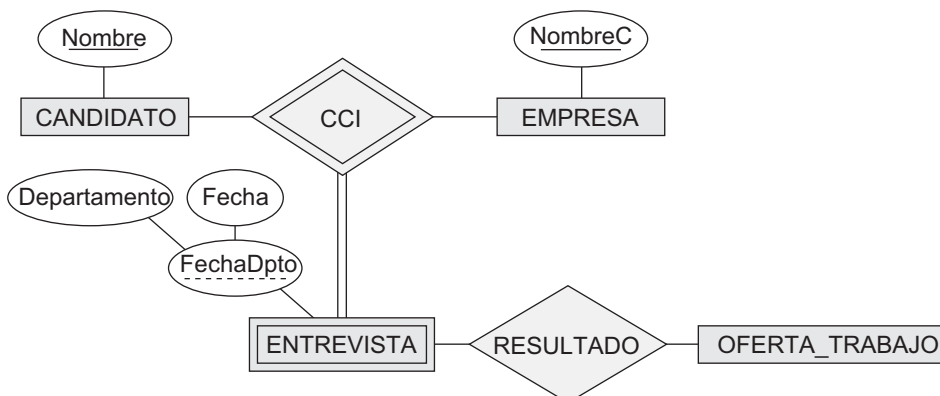 Nombre
NombreC
CANDIDATO
CCI
EMPRESA
Departamento
Fecha
FechaDpto
ENTREVISTA
RESULTADO
OFERTA_TRABAJO